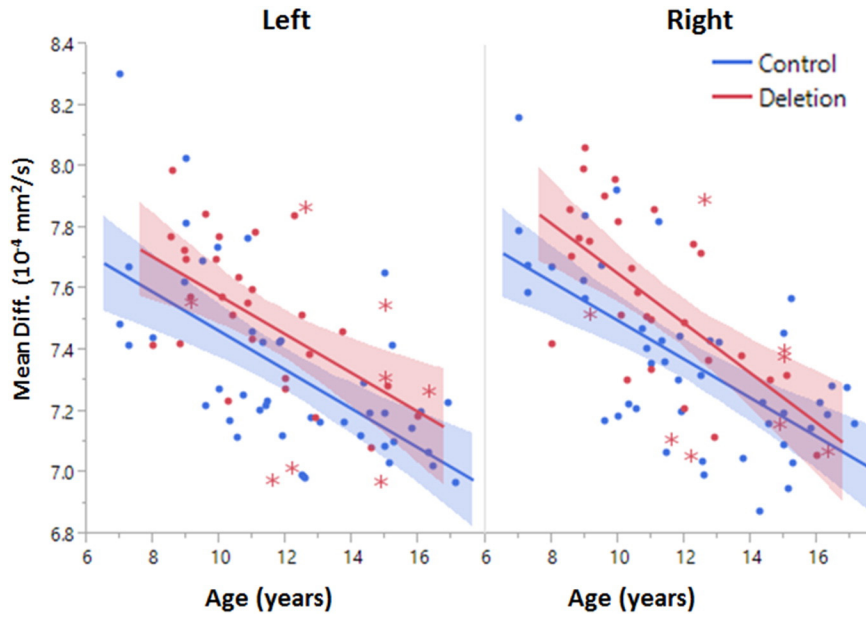 Left Right
Control
Deletion
Mean Diff. (10⁻⁴ mm²/s)
8.4
8.2
8.0
7.8
7.6
7.4
7.2
7.0
6.8
6 8 10 12 14 16 6 8 10 12 14 16
Age (years) Age (years)